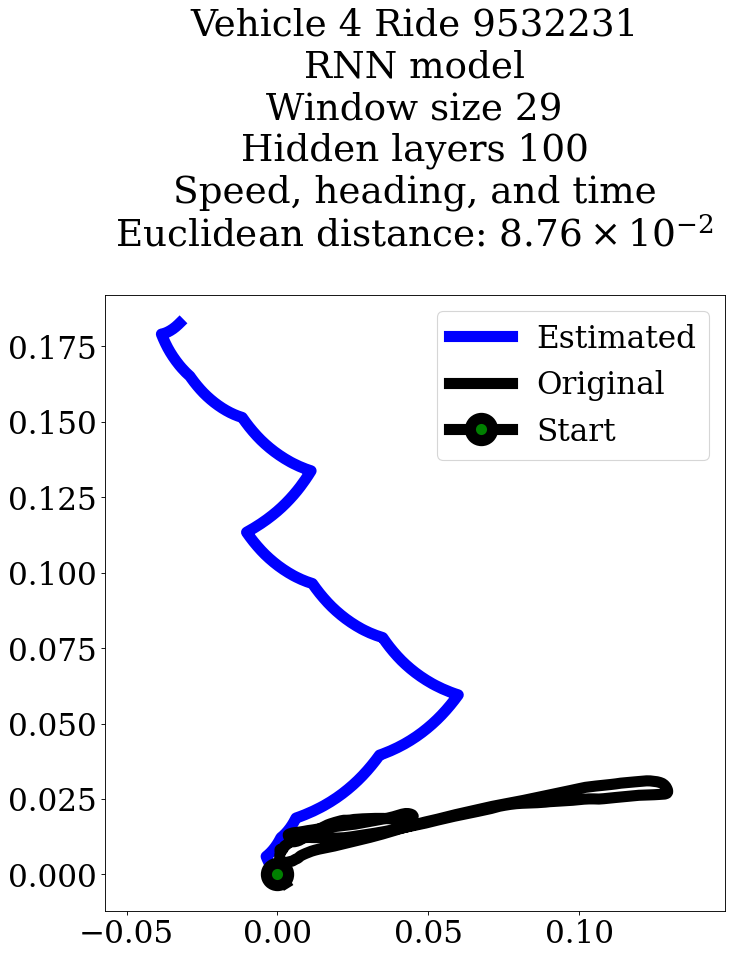 Vehicle 4 Ride 9532231
RNN model
Window size 29
Hidden layers 100
Speed, heading, and time
Euclidean distance: 8.76 × 10⁻²
Estimated
Original
Start
0.175
0.150
0.125
0.100
0.075
0.050
0.025
0.000
−0.05 0.00 0.05 0.10